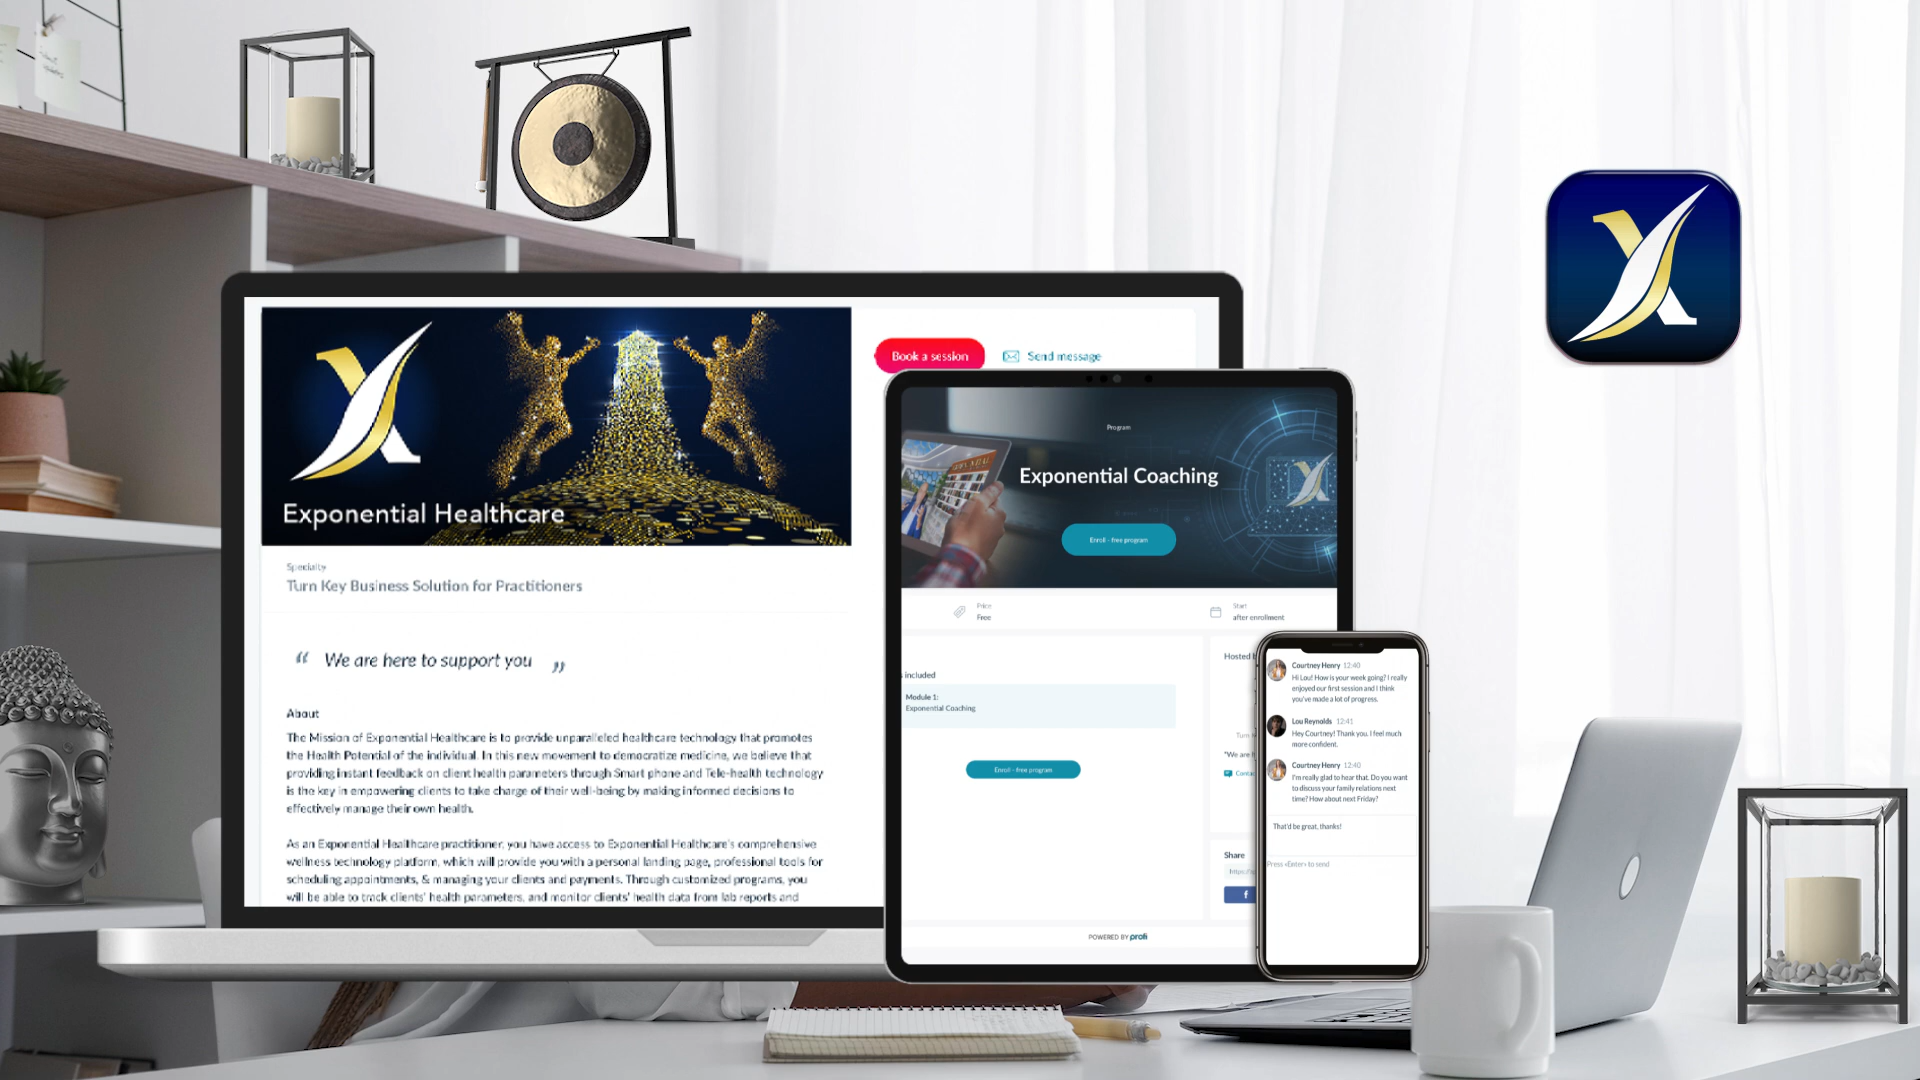 Exponential Healthcare
Book a session
Send message
Specialty
Turn Key Business Solution for Practitioners
“ We are here to support you ”
About
The Mission of Exponential Healthcare is to provide unparalleled healthcare technology that promotes
the Health Potential of the individual. In this new movement to democratize medicine, we believe that
providing instant feedback on client health parameters through Smart phone and Tele-health technology
is the key in empowering clients to take charge of their well-being by making informed decisions to
effectively manage their own health.
As an Exponential Healthcare practitioner, you have access to Exponential Healthcare's comprehensive
wellness technology platform, which will provide you with a personal landing page, professional tools for
scheduling appointments, & managing your clients and payments. Through customized programs, you
will be able to track clients' health parameters, and monitor clients' health data from lab reports and
Program
Exponential Coaching
Enroll - free program
Price
Free
Start
after enrollment
included
Module 1:
Exponential Coaching
Enroll - free program
Hosted
"We are
Share
f
POWERED BY profi
Courtney Henry 12:40
Hi Lou! How is your week going? I really
enjoyed our first session and I think
you've made a lot of progress.
Lou Reynolds 12:41
Hey Courtney! Thank you. I feel much
more confident.
Courtney Henry 12:40
I'm really glad to hear that. Do you want
to discuss your family relations next
time? How about next Friday?
That'd be great, thanks!
Press «Enter» to send